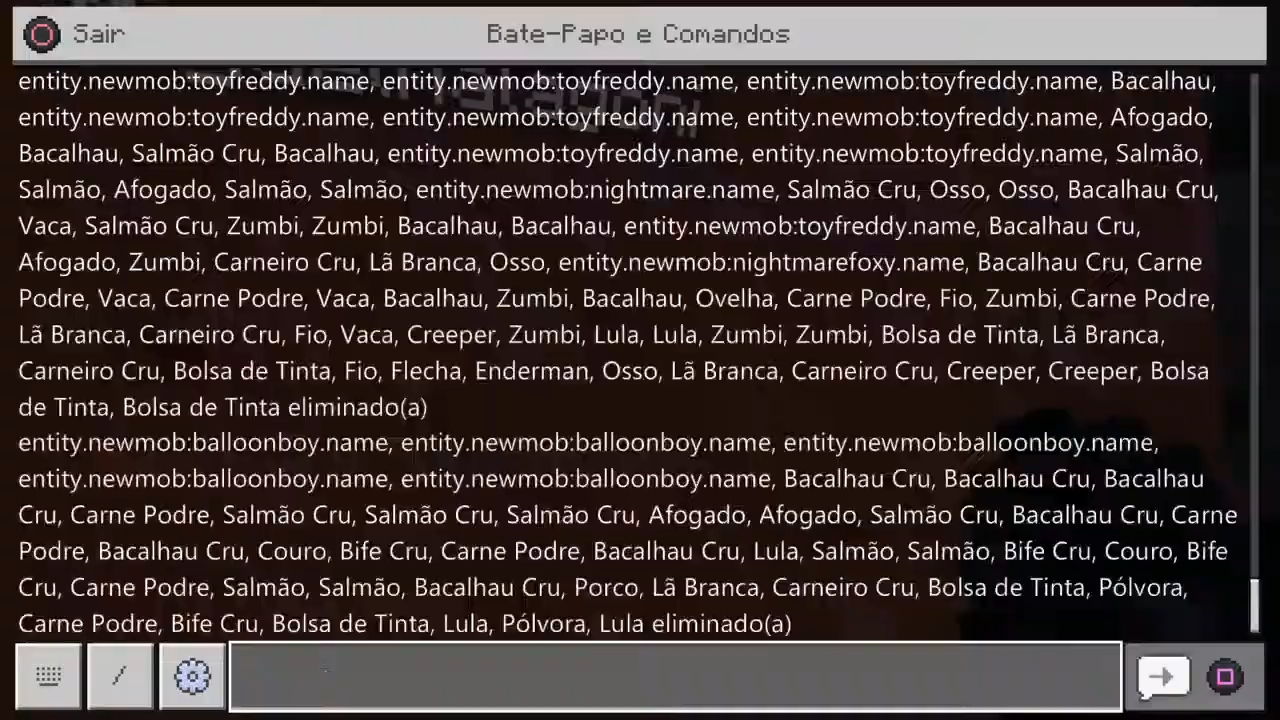 Sair
Bate-Papo e Comandos
entity.newmob:toyfreddy.name, entity.newmob:toyfreddy.name, entity.newmob:toyfreddy.name, Bacalhau,
entity.newmob:toyfreddy.name, entity.newmob:toyfreddy.name, entity.newmob:toyfreddy.name, Afogado,
Bacalhau, Salmão Cru, Bacalhau, entity.newmob:toyfreddy.name, entity.newmob:toyfreddy.name, Salmão,
Salmão, Afogado, Salmão, Salmão, entity.newmob:nightmare.name, Salmão Cru, Osso, Osso, Bacalhau Cru,
Vaca, Salmão Cru, Zumbi, Zumbi, Bacalhau, Bacalhau, entity.newmob:toyfreddy.name, Bacalhau Cru,
Afogado, Zumbi, Carneiro Cru, Lã Branca, Osso, entity.newmob:nightmarefoxy.name, Bacalhau Cru, Carne
Podre, Vaca, Carne Podre, Vaca, Bacalhau, Zumbi, Bacalhau, Ovelha, Carne Podre, Fio, Zumbi, Carne Podre,
Lã Branca, Carneiro Cru, Fio, Vaca, Creeper, Zumbi, Lula, Lula, Zumbi, Zumbi, Bolsa de Tinta, Lã Branca,
Carneiro Cru, Bolsa de Tinta, Fio, Flecha, Enderman, Osso, Lã Branca, Carneiro Cru, Creeper, Creeper, Bolsa
de Tinta, Bolsa de Tinta eliminado(a)
entity.newmob:balloonboy.name, entity.newmob:balloonboy.name, entity.newmob:balloonboy.name,
entity.newmob:balloonboy.name, entity.newmob:balloonboy.name, Bacalhau Cru, Bacalhau Cru, Bacalhau
Cru, Carne Podre, Salmão Cru, Salmão Cru, Salmão Cru, Afogado, Afogado, Salmão Cru, Bacalhau Cru, Carne
Podre, Bacalhau Cru, Couro, Bife Cru, Carne Podre, Bacalhau Cru, Lula, Salmão, Salmão, Bife Cru, Couro, Bife
Cru, Carne Podre, Salmão, Salmão, Bacalhau Cru, Porco, Lã Branca, Carneiro Cru, Bolsa de Tinta, Pólvora,
Carne Podre, Bife Cru, Bolsa de Tinta, Lula, Pólvora, Lula eliminado(a)
/